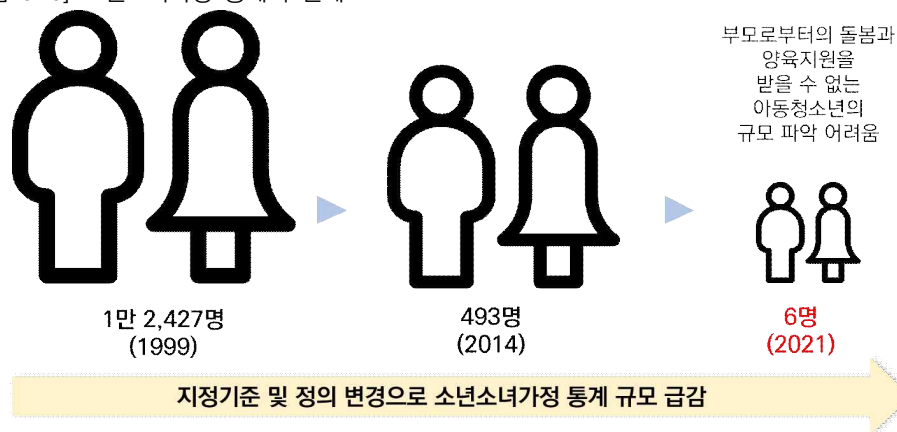 부모로부터의 돌봄과
양육지원을
받을 수 없는
아동청소년의
규모 파악 어려움
1만 2,427명
(1999)
493명
(2014)
6명
(2021)
지정기준 및 정의 변경으로 소년소녀가정 통계 규모 급감